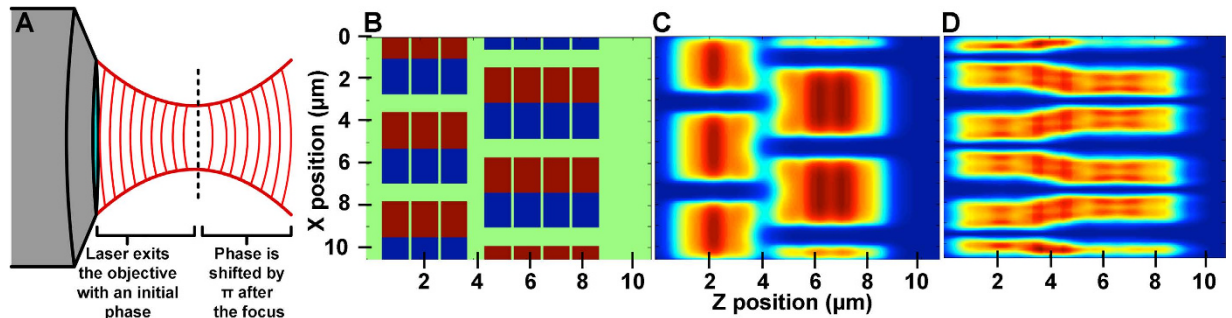 A
B
C
D
0
2
4
6
8
10
X position (µm)
2 4 6 8 10
2 4 6 8 10
2 4 6 8 10
Z position (µm)
Laser exits
the objective
with an initial
phase
Phase is
shifted by
π after
the focus